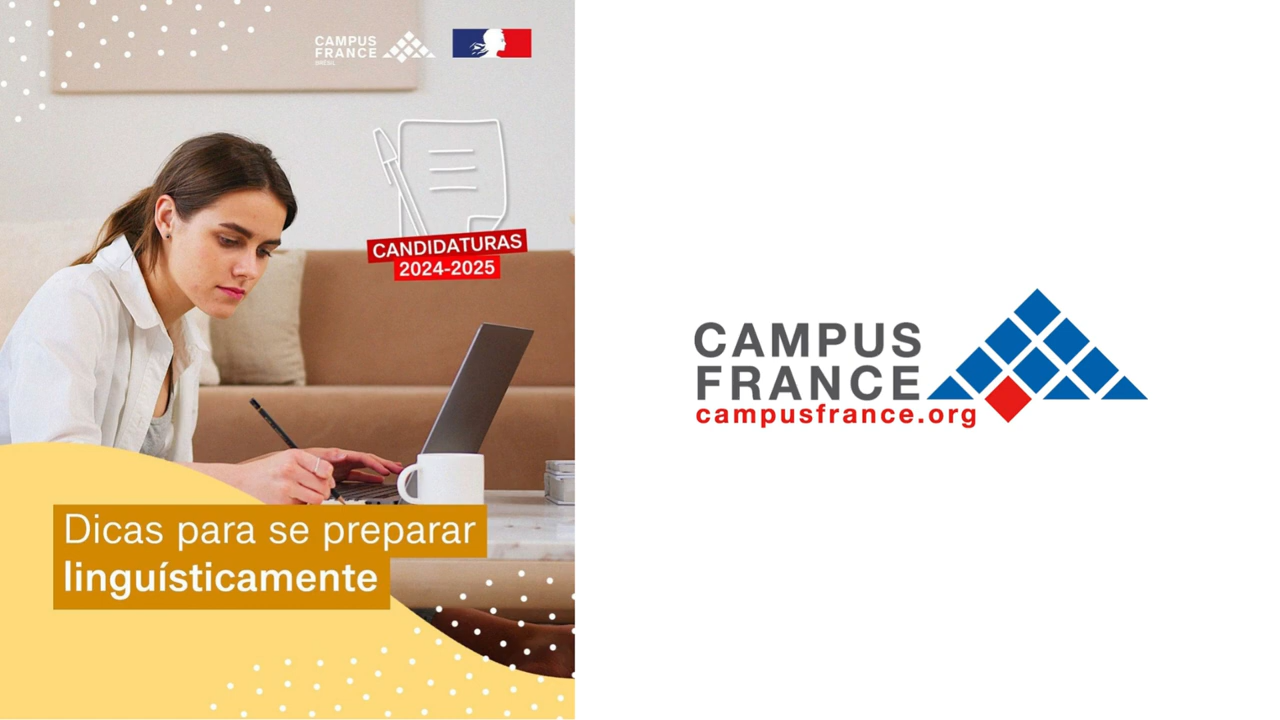 CAMPUS
FRANCE
BRÉSIL
CANDIDATURAS
2024-2025
Dicas para se preparar
linguísticamente
CAMPUS
FRANCE
campusfrance.org